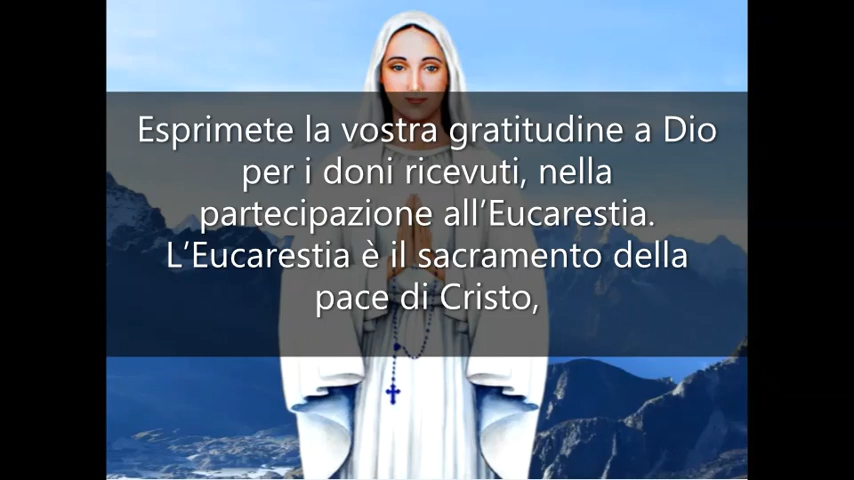 Esprimete la vostra gratitudine a Dio
per i doni ricevuti, nella
partecipazione all’Eucarestia.
L’Eucarestia è il sacramento della
pace di Cristo,